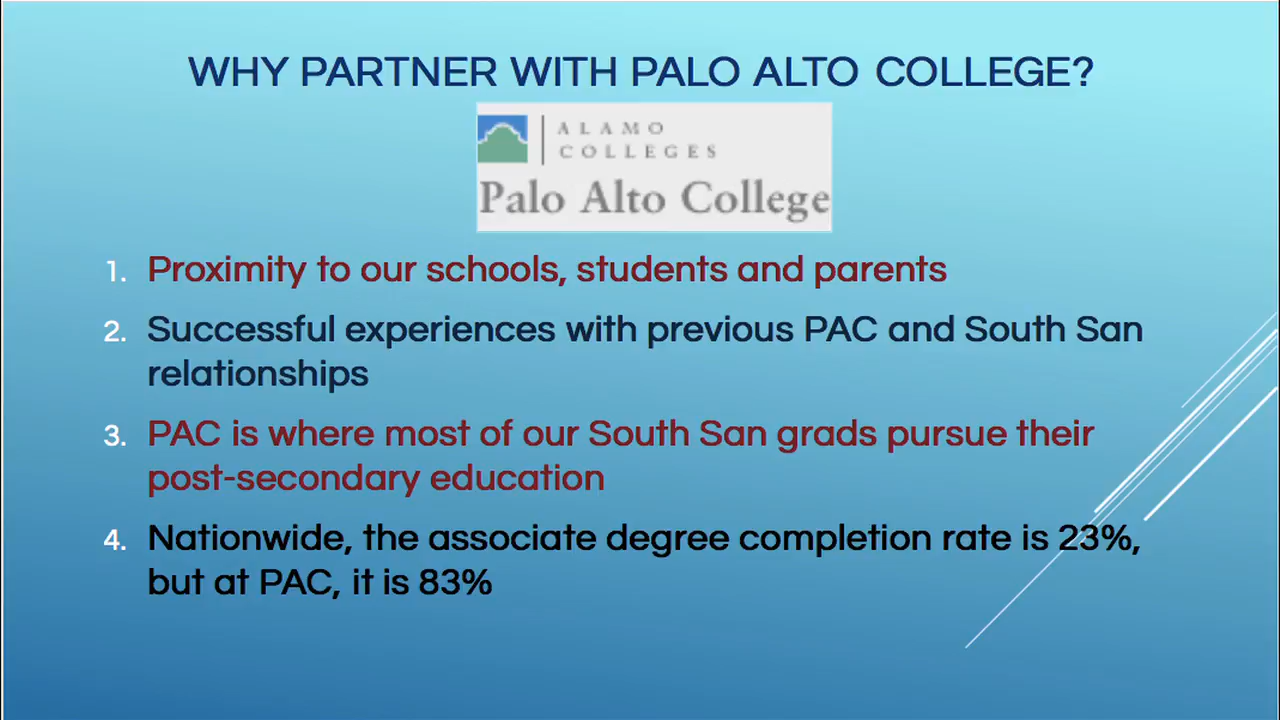 WHY PARTNER WITH PALO ALTO COLLEGE?
ALAMO
COLLEGES
Palo Alto College
1. Proximity to our schools, students and parents
2. Successful experiences with previous PAC and South San
relationships
3. PAC is where most of our South San grads pursue their
post-secondary education
4. Nationwide, the associate degree completion rate is 23%,
but at PAC, it is 83%